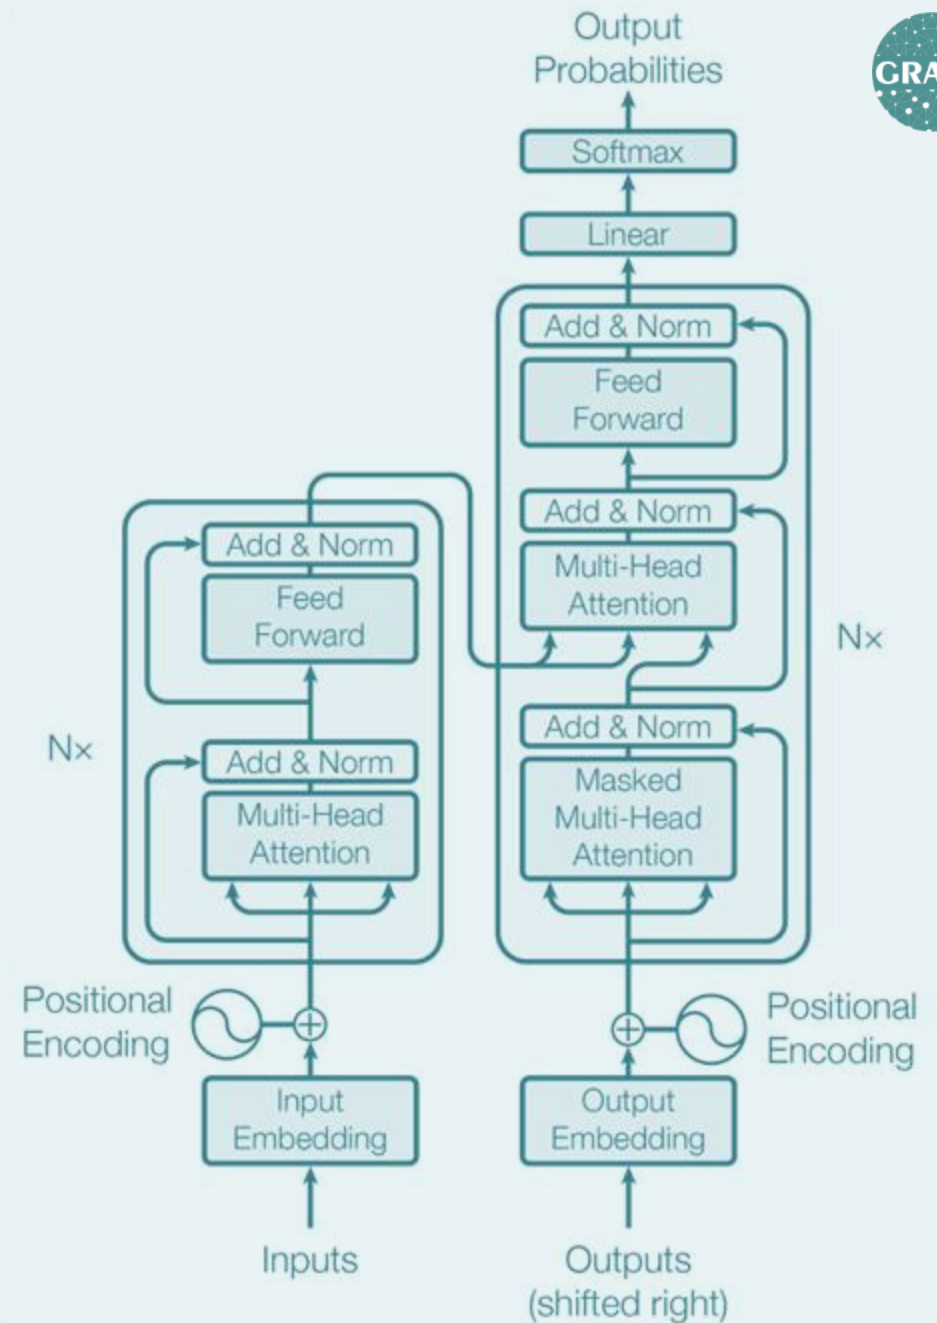 Output
Probabilities
GRA
Softmax
Linear
Add & Norm
Feed
Forward
Add & Norm
Multi-Head
Attention
Add & Norm
Masked
Multi-Head
Attention
Nx
Add & Norm
Feed
Forward
Add & Norm
Multi-Head
Attention
Nx
Positional
Encoding
Positional
Encoding
Input
Embedding
Output
Embedding
Inputs
Outputs
(shifted right)